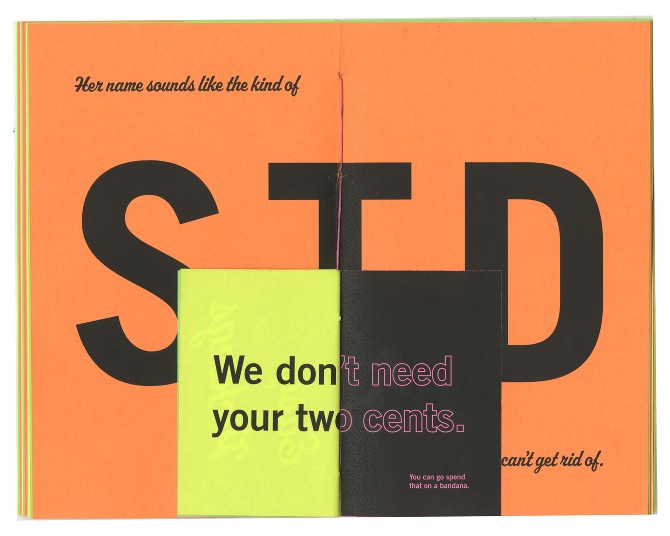 Her name sounds like the kind of
STD
We don't need
your two cents.
You can go spend
that on a bandana.
can't get rid of.